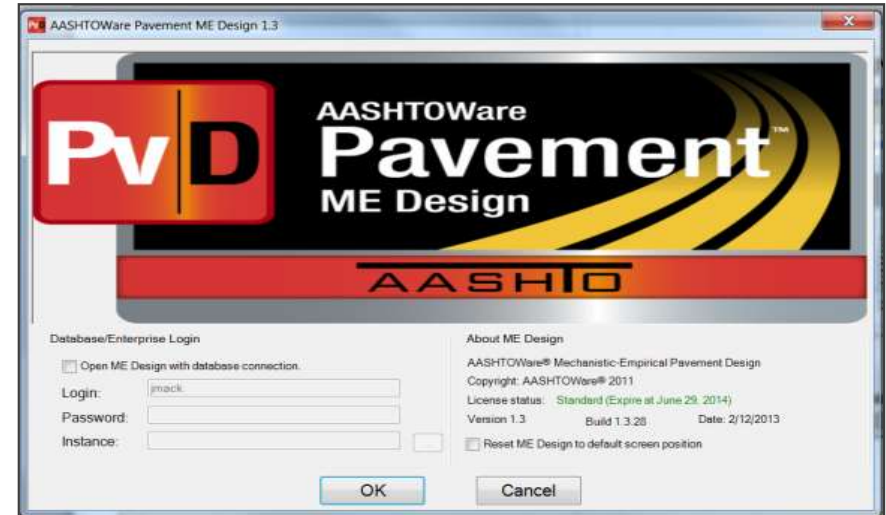 AASHTOWare Pavement ME Design 1.3
PvD
AASHTOWare
Pavement™
ME Design
AASHTO
Database/Enterprise Login
Open ME Design with database connection.
Login: jmack
Password:
Instance:
...
About ME Design
AASHTOWare® Mechanistic-Empirical Pavement Design
Copyright: AASHTOWare® 2011
License status: Standard (Expire at June 29, 2014)
Version 1.3 Build 1.3.28 Date: 2/12/2013
Reset ME Design to default screen position
OK Cancel